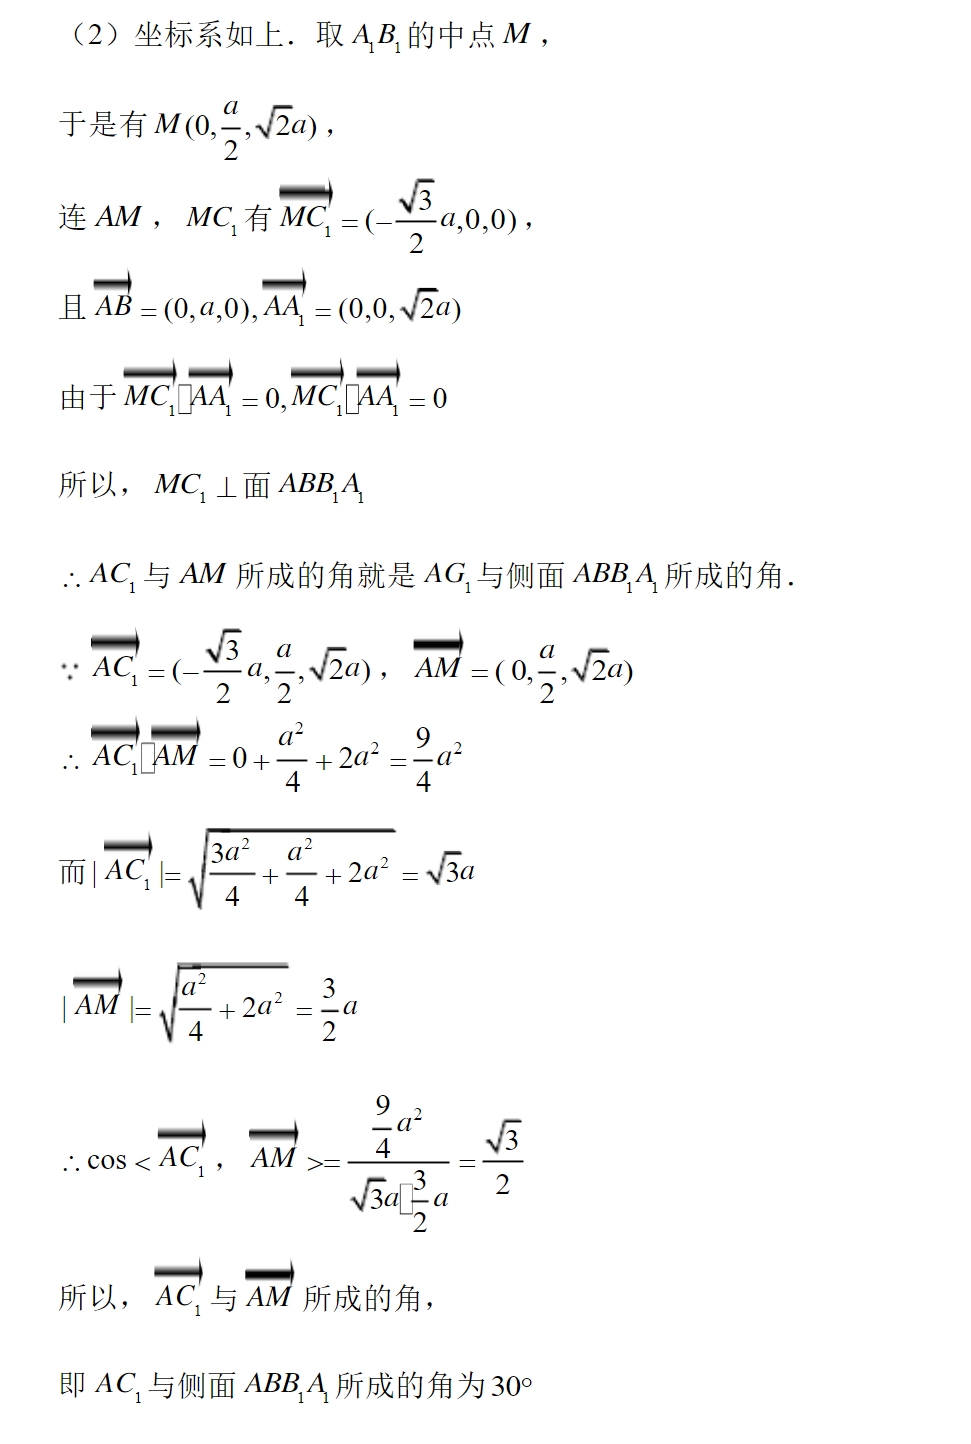 （2）坐标系如上．取 A₁B₁ 的中点 M ，
于是有 M(0, a/2, √2a) ，
连 AM ， MC₁ 有 →MC₁ = (−√3/2 a,0,0) ，
且 →AB = (0, a,0), →AA₁ = (0,0, √2a)
由于 →MC₁▯→AA₁ = 0, →MC₁▯→AA₁ = 0
所以， MC₁ ⊥ 面 ABB₁A₁
∴ AC₁ 与 AM 所成的角就是 AG₁ 与侧面 ABB₁A₁ 所成的角．
∵ →AC₁ = (−√3/2 a, a/2, √2a) ， →AM = ( 0, a/2, √2a)
∴ →AC₁▯→AM = 0 + a²/4 + 2a² = 9/4 a²
而 | →AC₁ |= √(3a²/4 + a²/4 + 2a²) = √3a
| →AM |= √(a²/4 + 2a²) = 3/2 a
∴ cos < →AC₁ ， →AM >= (9/4 a²)/(√3a▯3/2 a) = √3/2
所以， →AC₁ 与 →AM 所成的角，
即 AC₁ 与侧面 ABB₁A₁ 所成的角为 30°